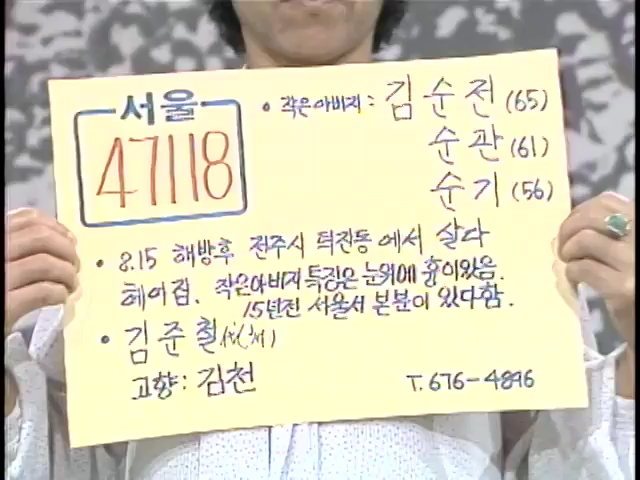 서울
47118
• 작은아버지: 김순전(65)
순관(61)
순기(56)
• 8.15 해방후 전주시 덕진동에서 살다
헤어짐. 작은아버지특징은 눈위에 흉이있음.
15년전 서울서 본분이 있다함.
• 김준철
고향: 김천
T. 676-4896